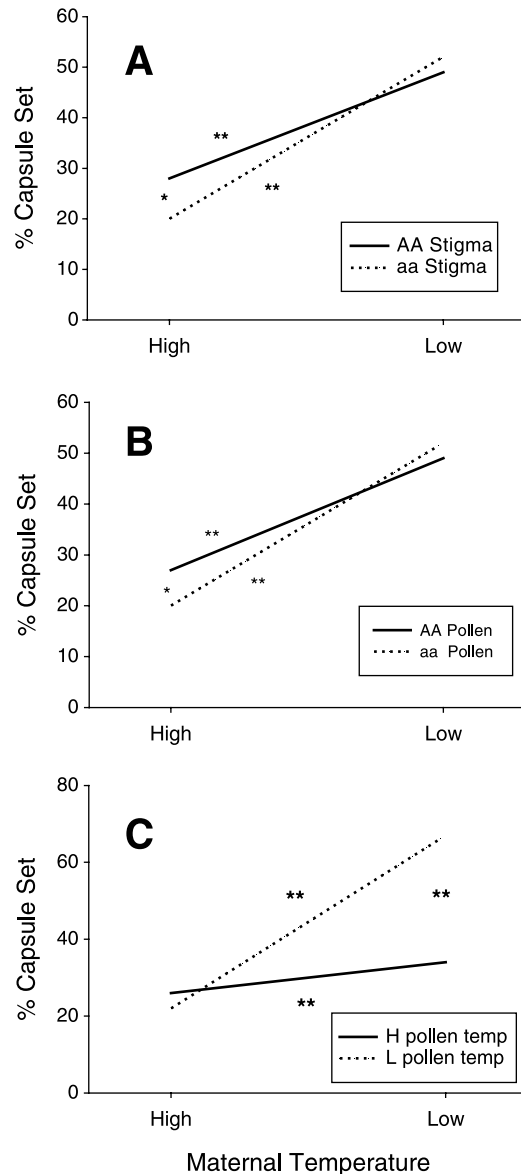 A
% Capsule Set
60
50
40
30
20
10
0
**
*
**
AA Stigma
aa Stigma
High Low
B
% Capsule Set
60
50
40
30
20
10
0
**
*
**
AA Pollen
aa Pollen
High Low
C
% Capsule Set
80
60
40
20
0
** **
**
H pollen temp
L pollen temp
High Low
Maternal Temperature